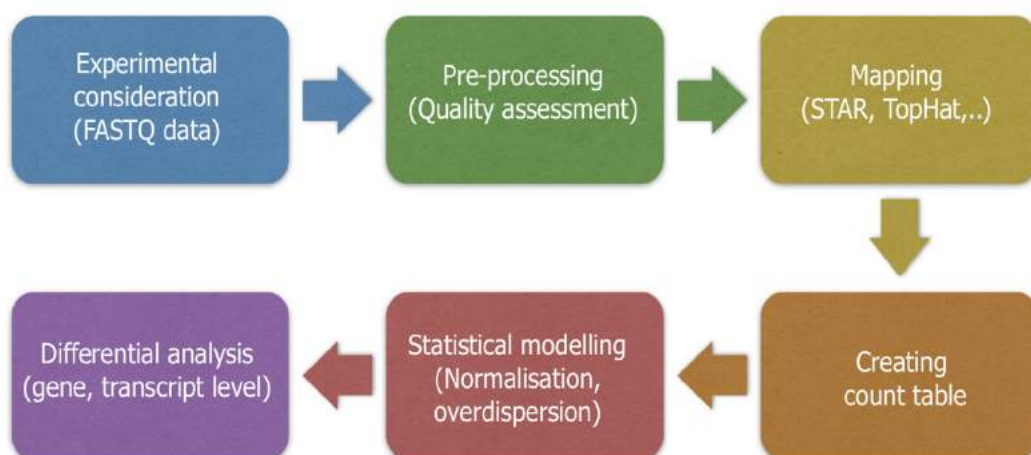 Experimental
consideration
(FASTQ data)
Pre-processing
(Quality assessment)
Mapping
(STAR, TopHat,..)
Creating
count table
Statistical modelling
(Normalisation,
overdispersion)
Differential analysis
(gene, transcript level)